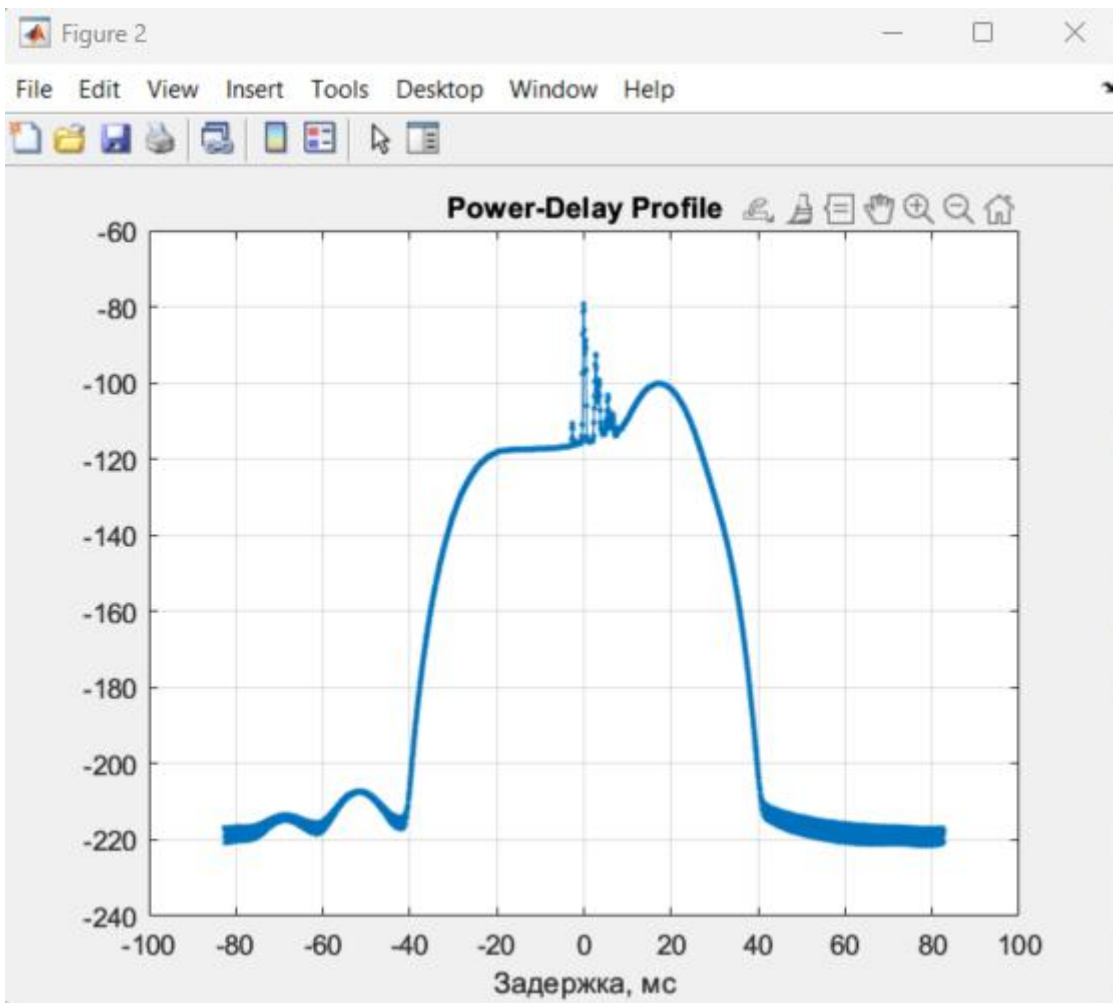 Figure 2
File Edit View Insert Tools Desktop Window Help
Power-Delay Profile
-60
-80
-100
-120
-140
-160
-180
-200
-220
-240
-100 -80 -60 -40 -20 0 20 40 60 80 100
Задержка, мс